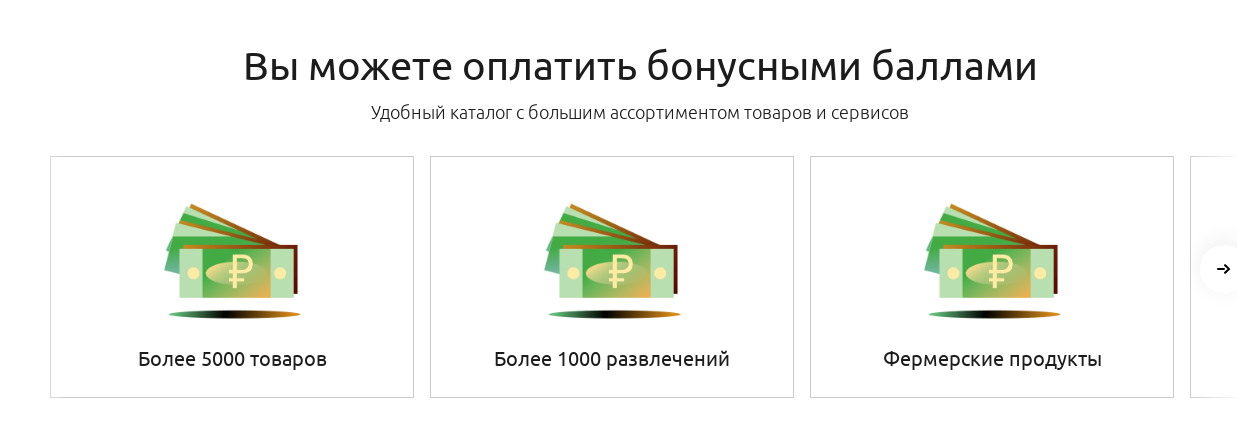 Вы можете оплатить бонусными баллами
Удобный каталог с большим ассортиментом товаров и сервисов
Более 5000 товаров
Более 1000 развлечений
Фермерские продукты